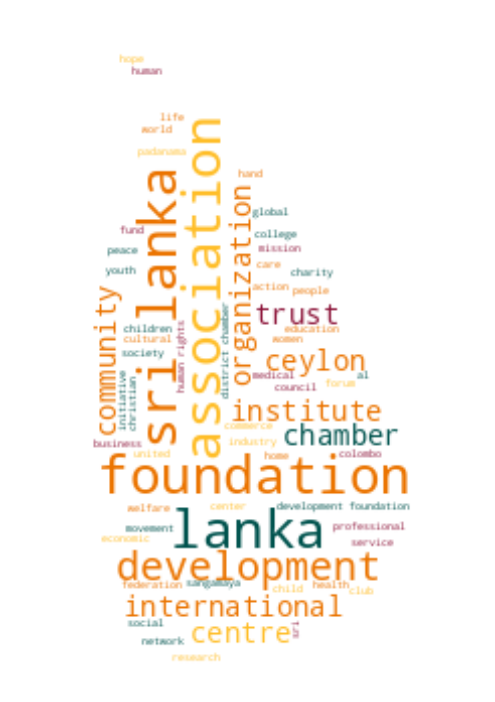 hope
human
life
world
padanama
association
sri lanka
hand
organization
global
fund
college
peace
mission
care
youth
charity
action people
community
trust
district chamber
human rights
children
education
cultural
women
society
ceylon
initiative
christian
medical
al
council
forum
institute
commerce
chamber
business
industry
united
home
colombo
foundation
welfare
center
development foundation
lanka
movement
professional
economic
service
development
federation
sangamaya
child
health
club
international
social
centre
sri
network
research